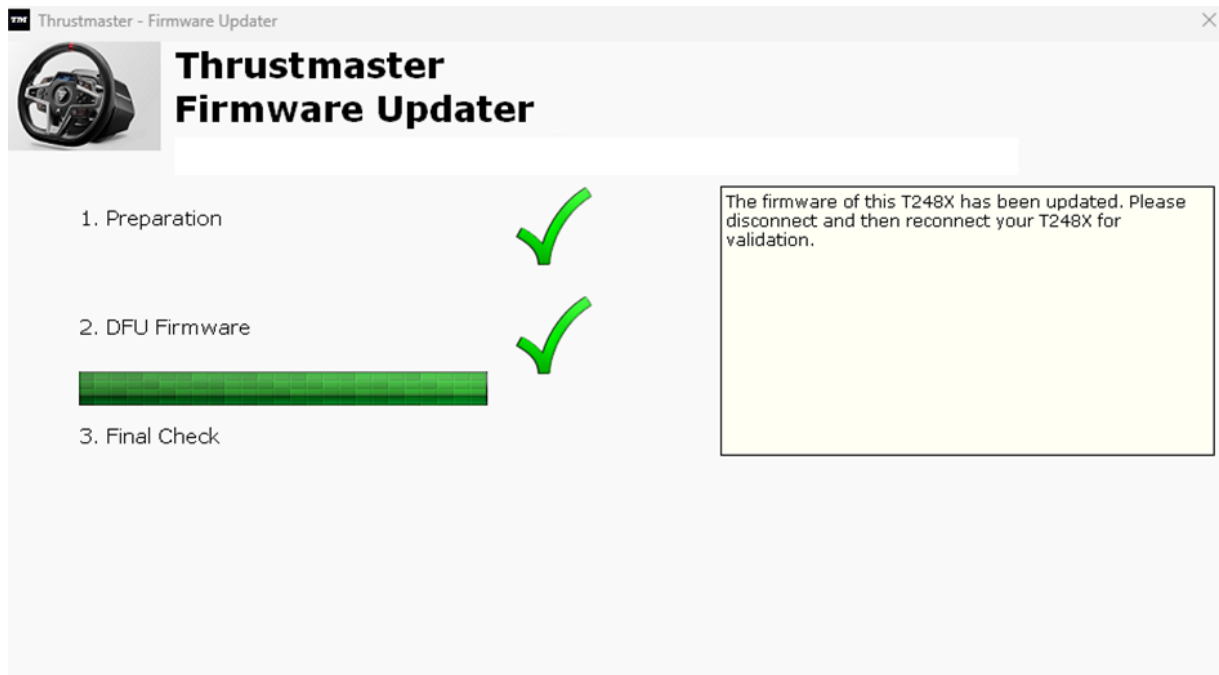 Thrustmaster - Firmware Updater
Thrustmaster
Firmware Updater
1. Preparation
2. DFU Firmware
3. Final Check
The firmware of this T248X has been updated. Please
disconnect and then reconnect your T248X for
validation.